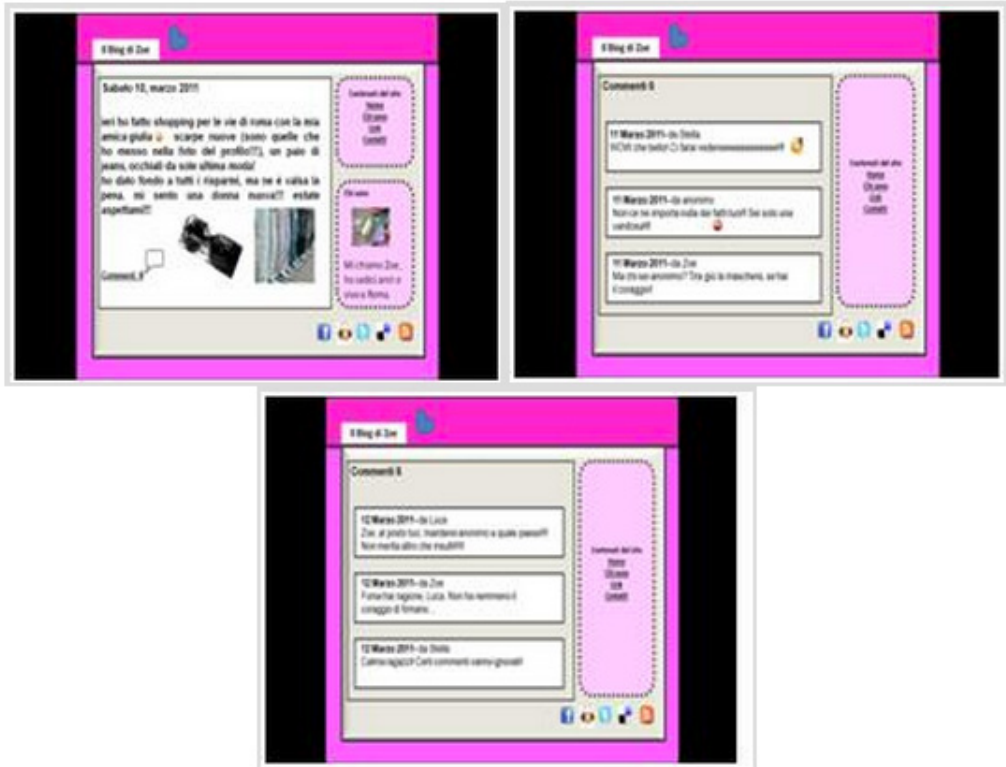 Il Blog di Zoe
Sabato 10, marzo 2011
ieri ho fatto shopping per le vie di roma con la mia
amica giulia scarpe nuove (sono quelle che
ho messo nella foto del profilo!!!), un paio di
jeans, occhiali da sole ultima moda!
ho dato fondo a tutti i risparmi, ma ne è valsa la
pena, mi sento una donna nuova!!! estate
aspettami!!!
Commenti, 6
Contenuti del sito
Home
Chi sono
Link
Contatti
Chi sono
Mi chiamo Zoe,
ho sedici anni e
vivo a Roma.
Il Blog di Zoe
Commenti 6
11 Marzo 2011- da Stella
WOW che bello! Ci farai
11 Marzo 2011- da anonimo
Non ce ne importa nulla dei fatti tuoi!! Sei solo una
vanitosa!!!
11 Marzo 2011- da Zoe
Ma chi sei anonimo? Tira giù la maschera, se hai
il coraggio!!
Contenuti del sito
Home
Chi sono
Link
Contatti
Il Blog di Zoe
Commenti 6
12 Marzo 2011- da Luca
Zoe, al posto tuo, manderei anonimo a quale paese!!!!
Non merita altro che insulti!!!!!
12 Marzo 2011- da Zoe
Forse hai ragione, Luca. Non ha nemmeno il
coraggio di firmarsi...
12 Marzo 2011- da Stella
Calma ragazzi! Certi commenti vanno ignorati!!
Contenuti del sito
Home
Chi sono
Link
Contatti